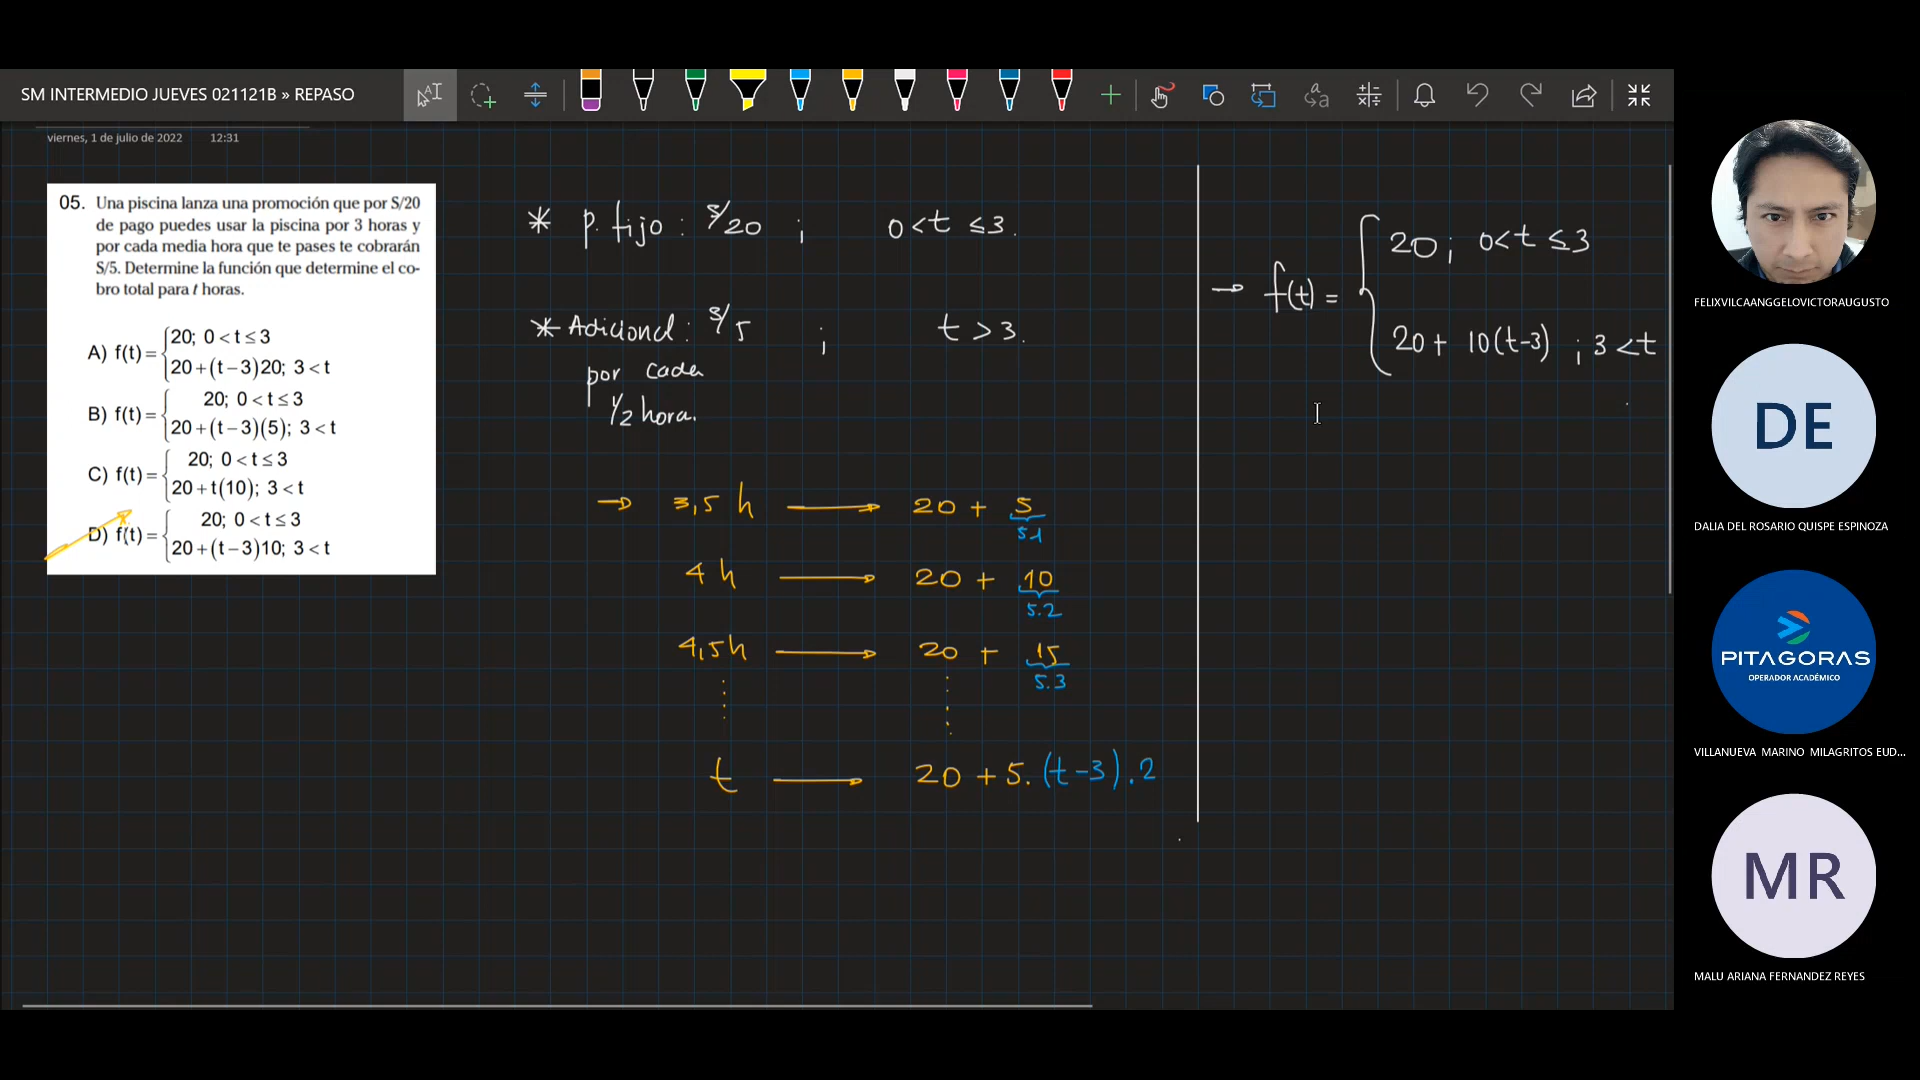 SM INTERMEDIO JUEVES 021121B » REPASO
viernes, 1 de julio de 2022 12:31
05. Una piscina lanza una promoción que por S/20
de pago puedes usar la piscina por 3 horas y
por cada media hora que te pases te cobrarán
S/5. Determine la función que determine el co-
bro total para t horas.
A) f(t) = {20; 0 < t ≤ 3
20 + (t − 3)20; 3 < t
B) f(t) = {20; 0 < t ≤ 3
20 + (t − 3)(5); 3 < t
C) f(t) = {20; 0 < t ≤ 3
20 + t(10); 3 < t
D) f(t) = {20; 0 < t ≤ 3
20 + (t − 3)10; 3 < t
* p. fijo : S/20 ; 0 < t ≤ 3.
* Adicional : S/5 ; t > 3.
por cada
1/2 hora.
→ 3,5 h → 20 + 5
5.1
4 h → 20 + 10
5.2
4,5 h → 20 + 15
5.3
t → 20 + 5.(t-3).2
→ f(t) = { 20 ; 0 < t ≤ 3
20 + 10(t-3) ; 3 < t
FELIXVILCAANGGELOVICTORAUGUSTO
DE
DALIA DEL ROSARIO QUISPE ESPINOZA
PITAGORAS
OPERADOR ACADÉMICO
VILLANUEVA MARINO MILAGRITOS EUD...
MR
MALU ARIANA FERNANDEZ REYES